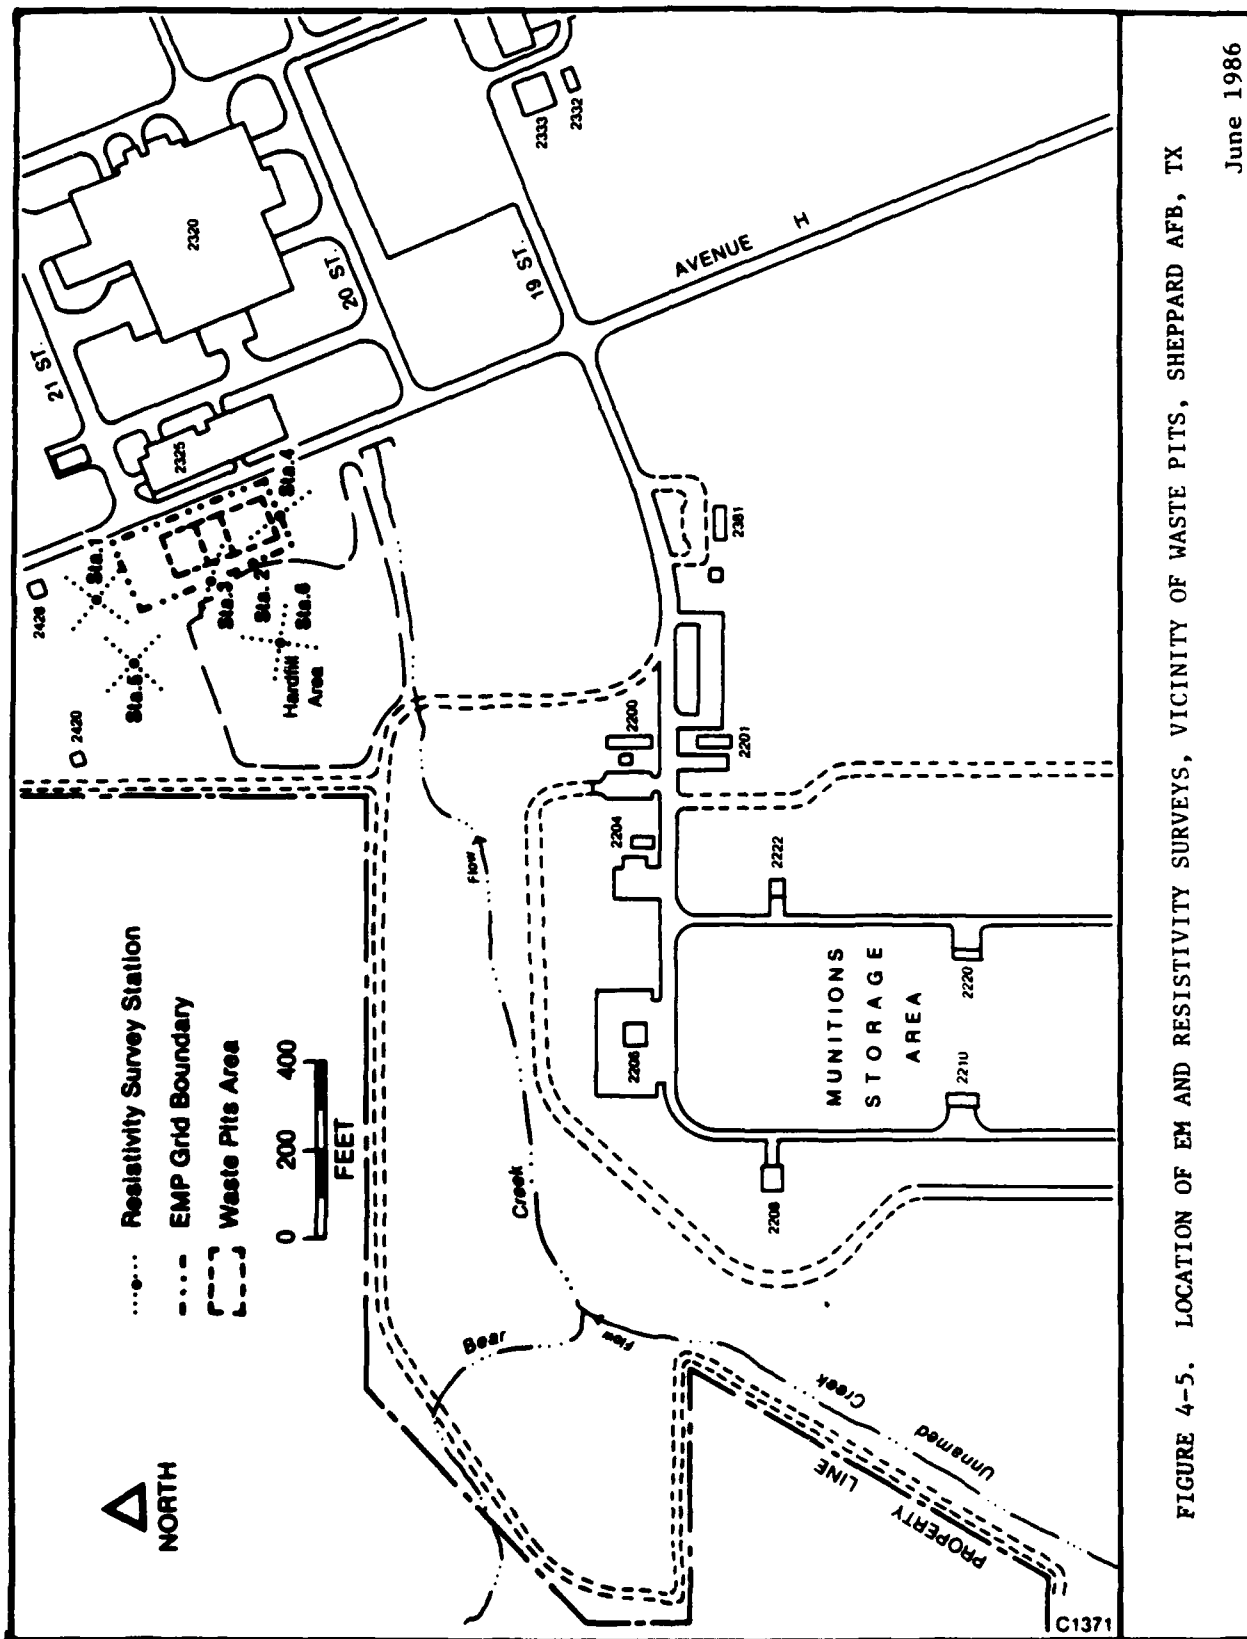 NORTH
Resistivity Survey Station
EMP Grid Boundary
Waste Pits Area
0 200 400
FEET
21 ST.
2320
2325
20 ST.
19 ST.
2333
2332
AVENUE H
2426
2420
Sta.1
Sta.5
Sta.3
Sta. 2
Sta.4
Sta.6
Hardfill
Area
2381
Flow
2200
2201
2204
2222
2206
MUNITIONS
STORAGE
AREA
2220
2210
2208
Bear
Creek
Flow
Unnamed
Creek
PROPERTY
LINE
C1371
FIGURE 4-5. LOCATION OF EM AND RESISTIVITY SURVEYS, VICINITY OF WASTE PITS, SHEPPARD AFB, TX
June 1986